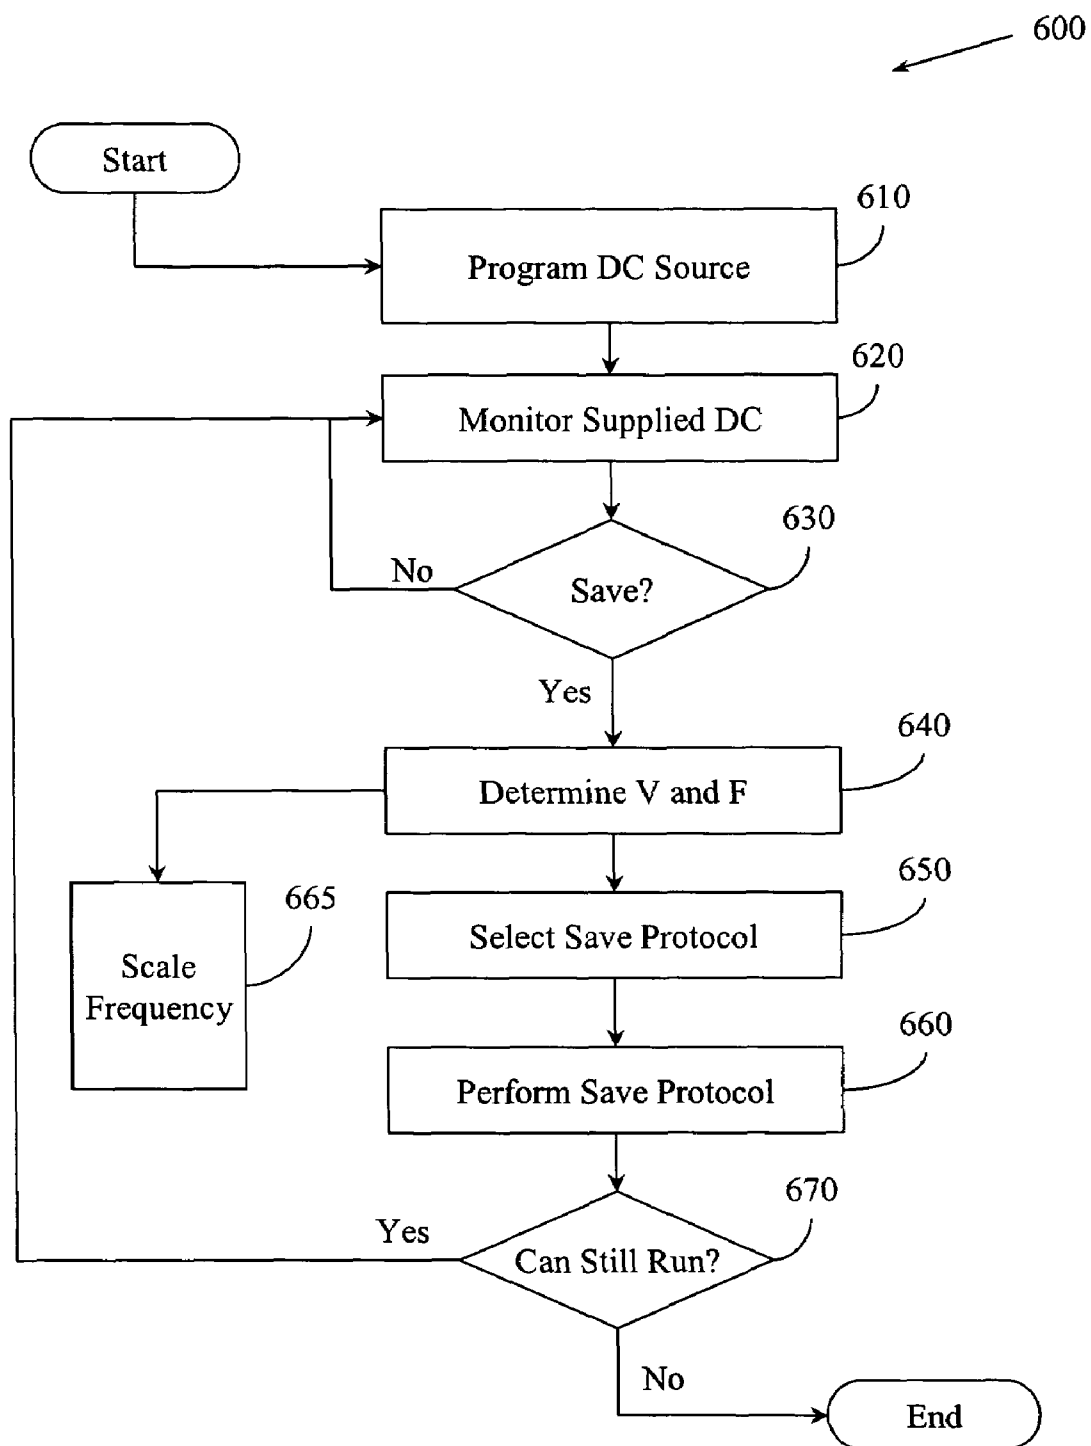 600
Start
610
Program DC Source
620
Monitor Supplied DC
630
No
Save?
Yes
640
Determine V and F
650
665
Select Save Protocol
Scale
Frequency
660
Perform Save Protocol
670
Yes
Can Still Run?
No
End